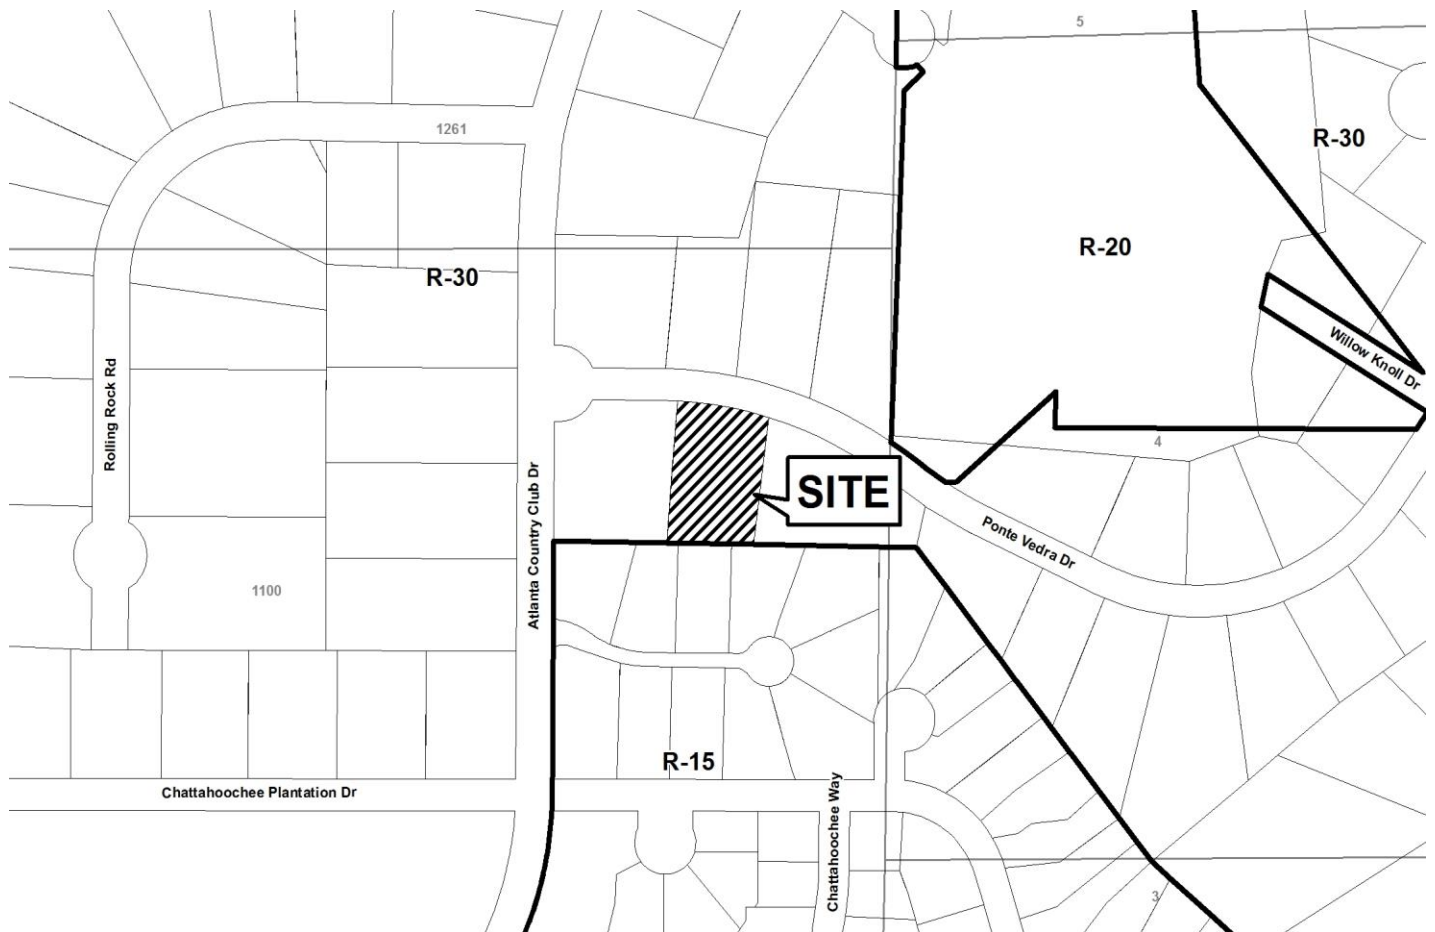 5
1261
R-30
R-20
R-30
Willow Knoll Dr
Rolling Rock Rd
4
Atlanta Country Club Dr
SITE
Ponte Vedra Dr
1100
R-15
Chattahoochee Plantation Dr
Chattahoochee Way
3